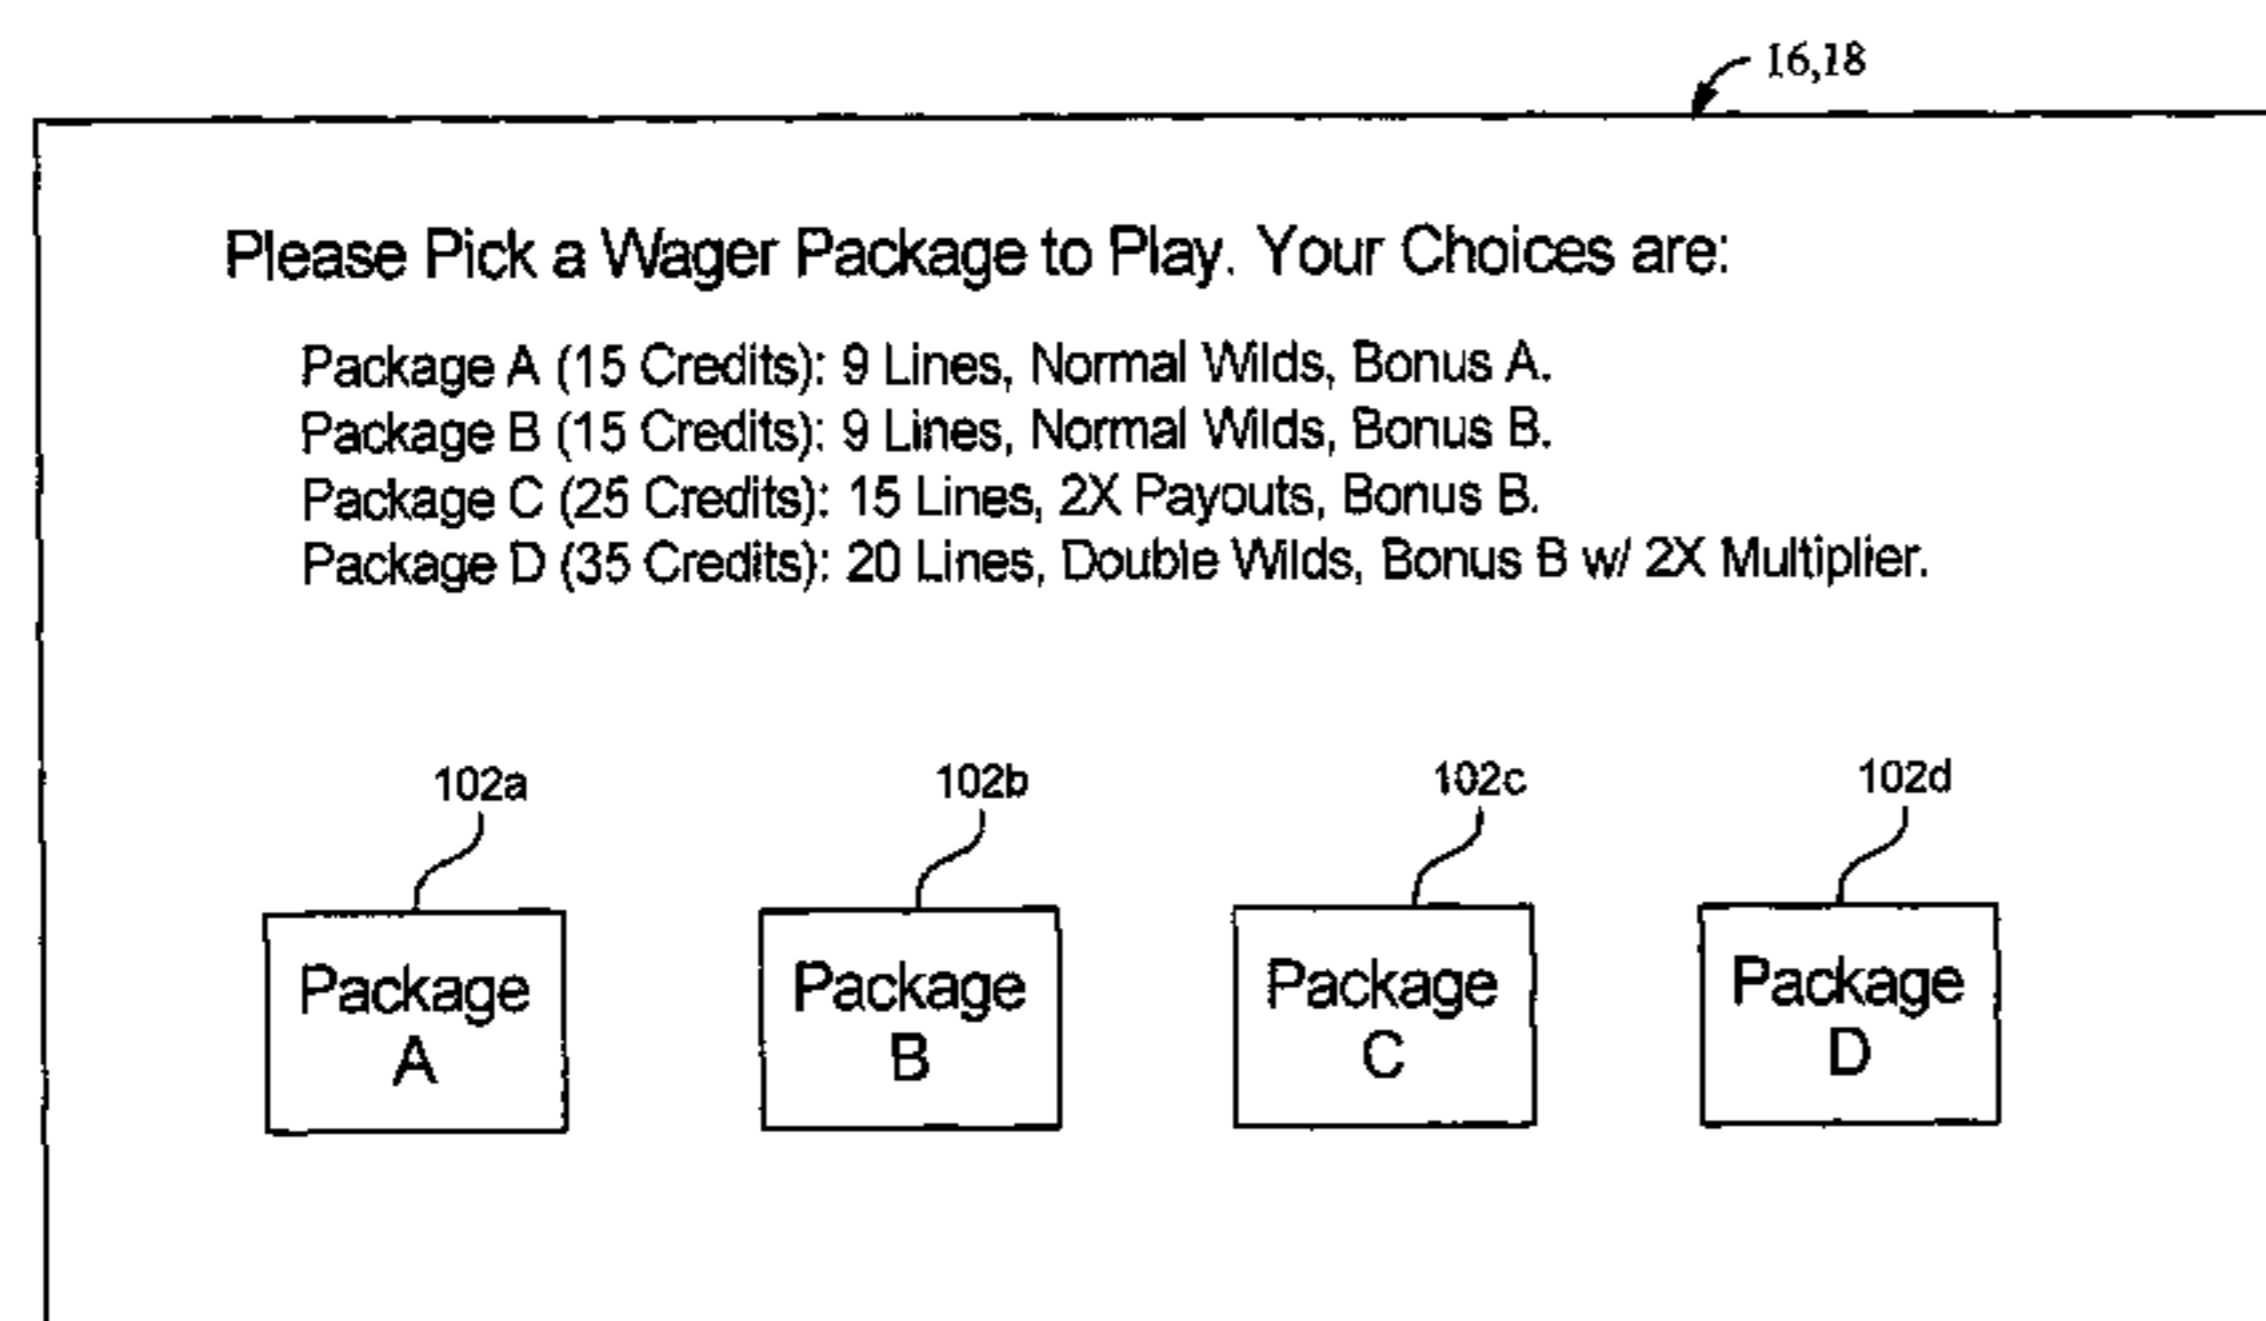 16,18
Please Pick a Wager Package to Play. Your Choices are:
Package A (15 Credits): 9 Lines, Normal Wilds, Bonus A.
Package B (15 Credits): 9 Lines, Normal Wilds, Bonus B.
Package C (25 Credits): 15 Lines, 2X Payouts, Bonus B.
Package D (35 Credits): 20 Lines, Double Wilds, Bonus B w/ 2X Multiplier.
102a 102b 102c 102d
Package Package Package Package
A B C D